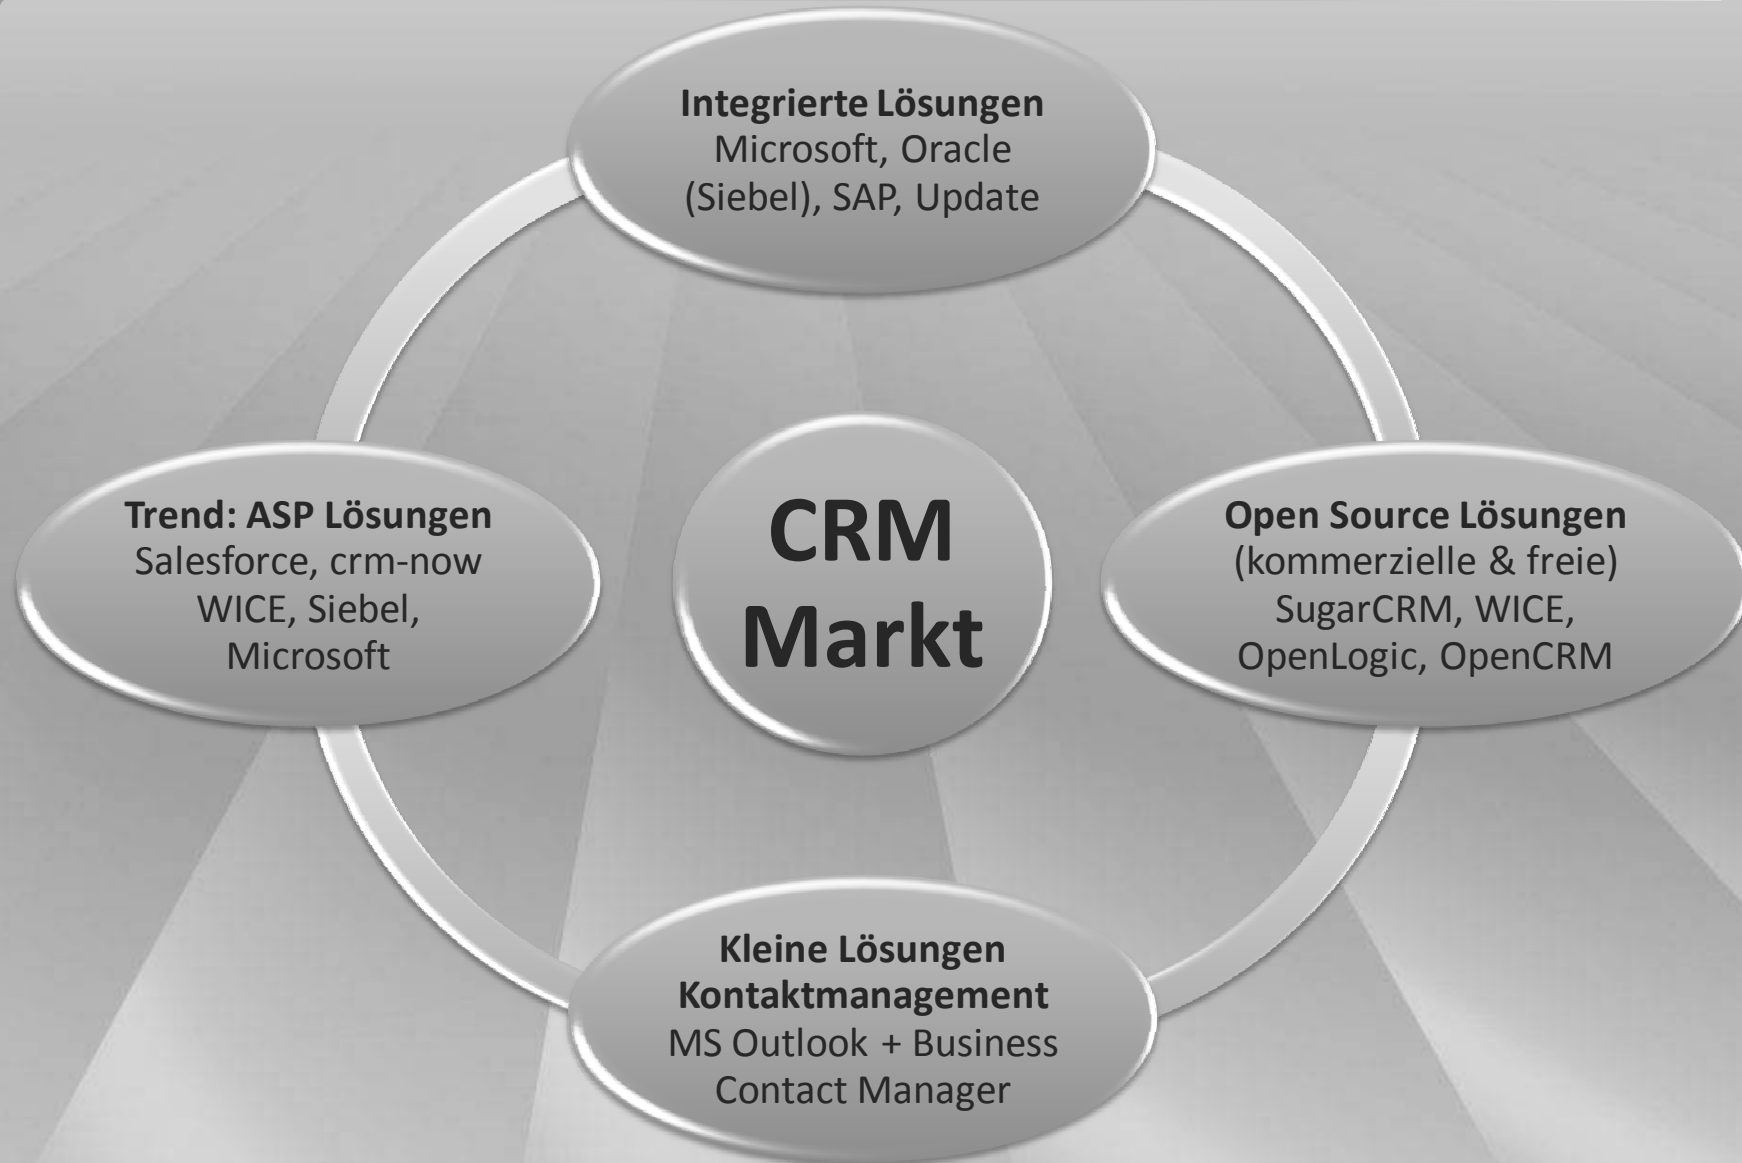 Integrierte Lösungen
Microsoft, Oracle
(Siebel), SAP, Update
Trend: ASP Lösungen
Salesforce, crm-now
WICE, Siebel,
Microsoft
CRM
Markt
Open Source Lösungen
(kommerzielle & freie)
SugarCRM, WICE,
OpenLogic, OpenCRM
Kleine Lösungen
Kontaktmanagement
MS Outlook + Business
Contact Manager